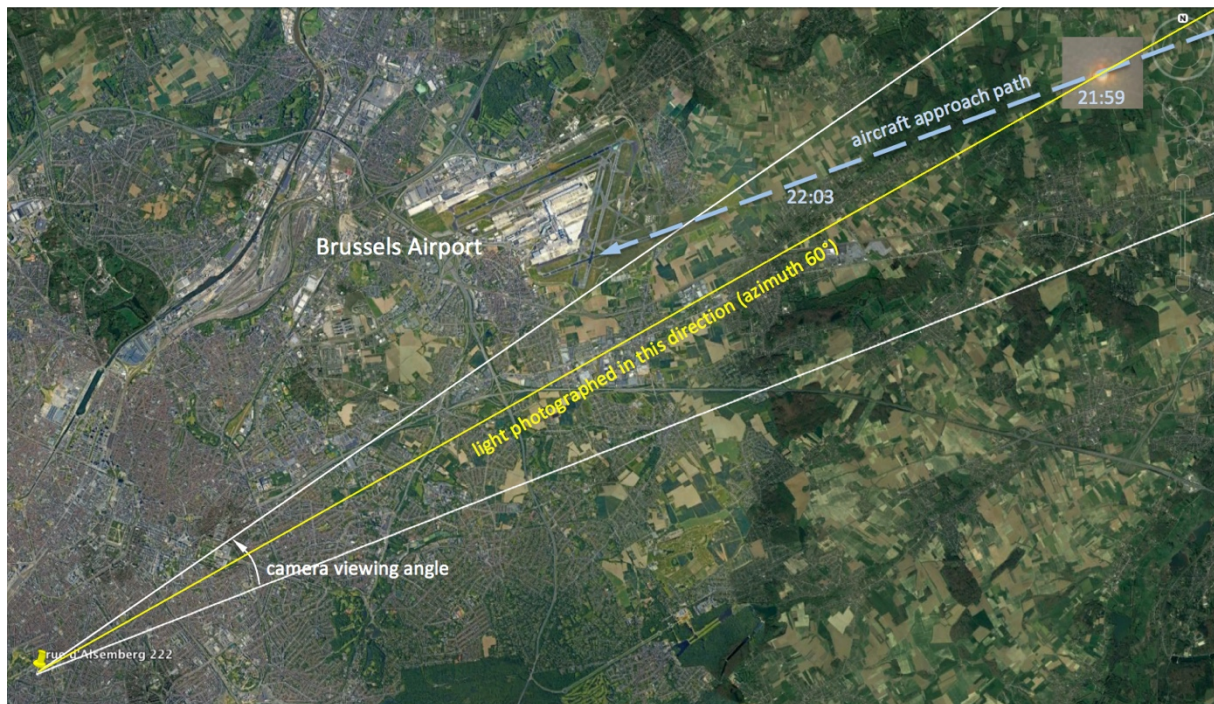 N
21:59
aircraft approach path
22:03
Brussels Airport
light photographed in this direction (azimuth 60°)
camera viewing angle
rue d'Alsemberg 222